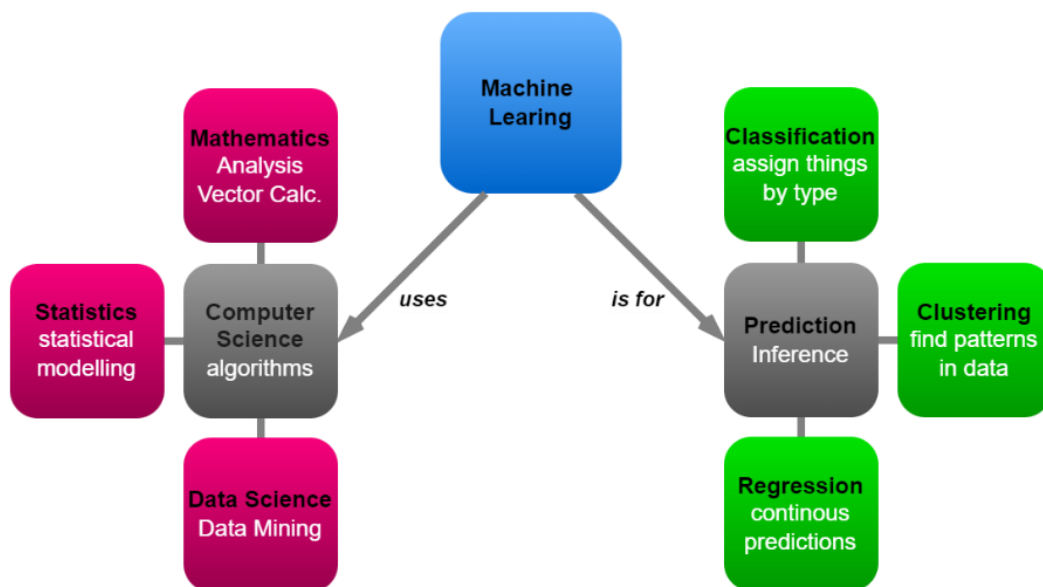 Machine
Learing
Mathematics
Analysis
Vector Calc.
Classification
assign things
by type
uses
is for
Statistics
statistical
modelling
Computer
Science
algorithms
Prediction
Inference
Clustering
find patterns
in data
Data Science
Data Mining
Regression
continous
predictions